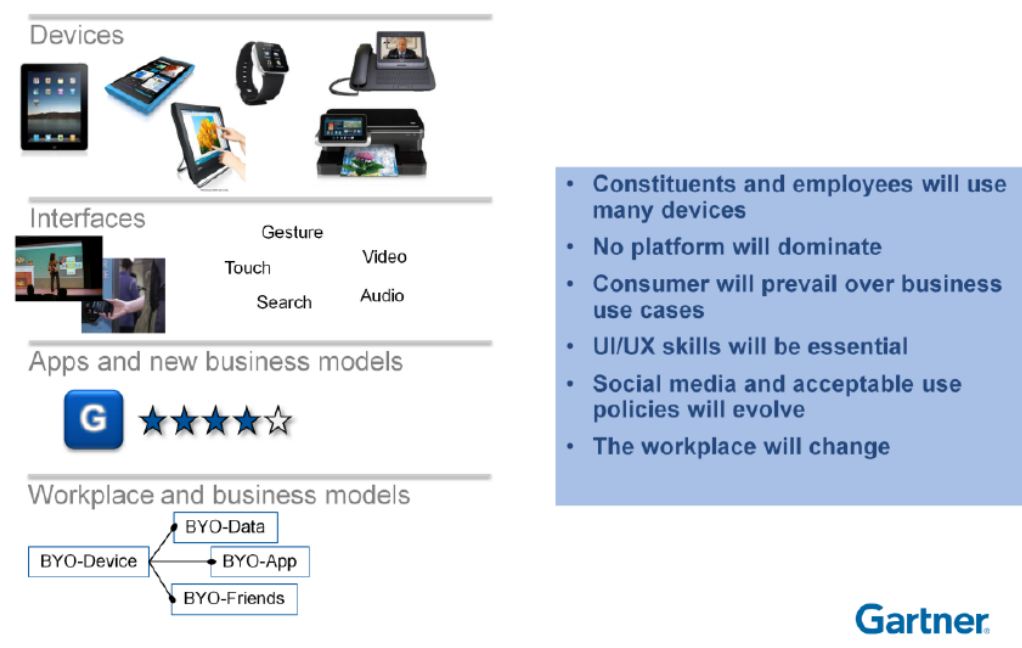 Devices
Interfaces
Gesture
Touch
Video
Search
Audio
Apps and new business models
G
Workplace and business models
BYO-Data
BYO-Device
BYO-App
BYO-Friends
• Constituents and employees will use
many devices
• No platform will dominate
• Consumer will prevail over business
use cases
• UI/UX skills will be essential
• Social media and acceptable use
policies will evolve
• The workplace will change
Gartner®